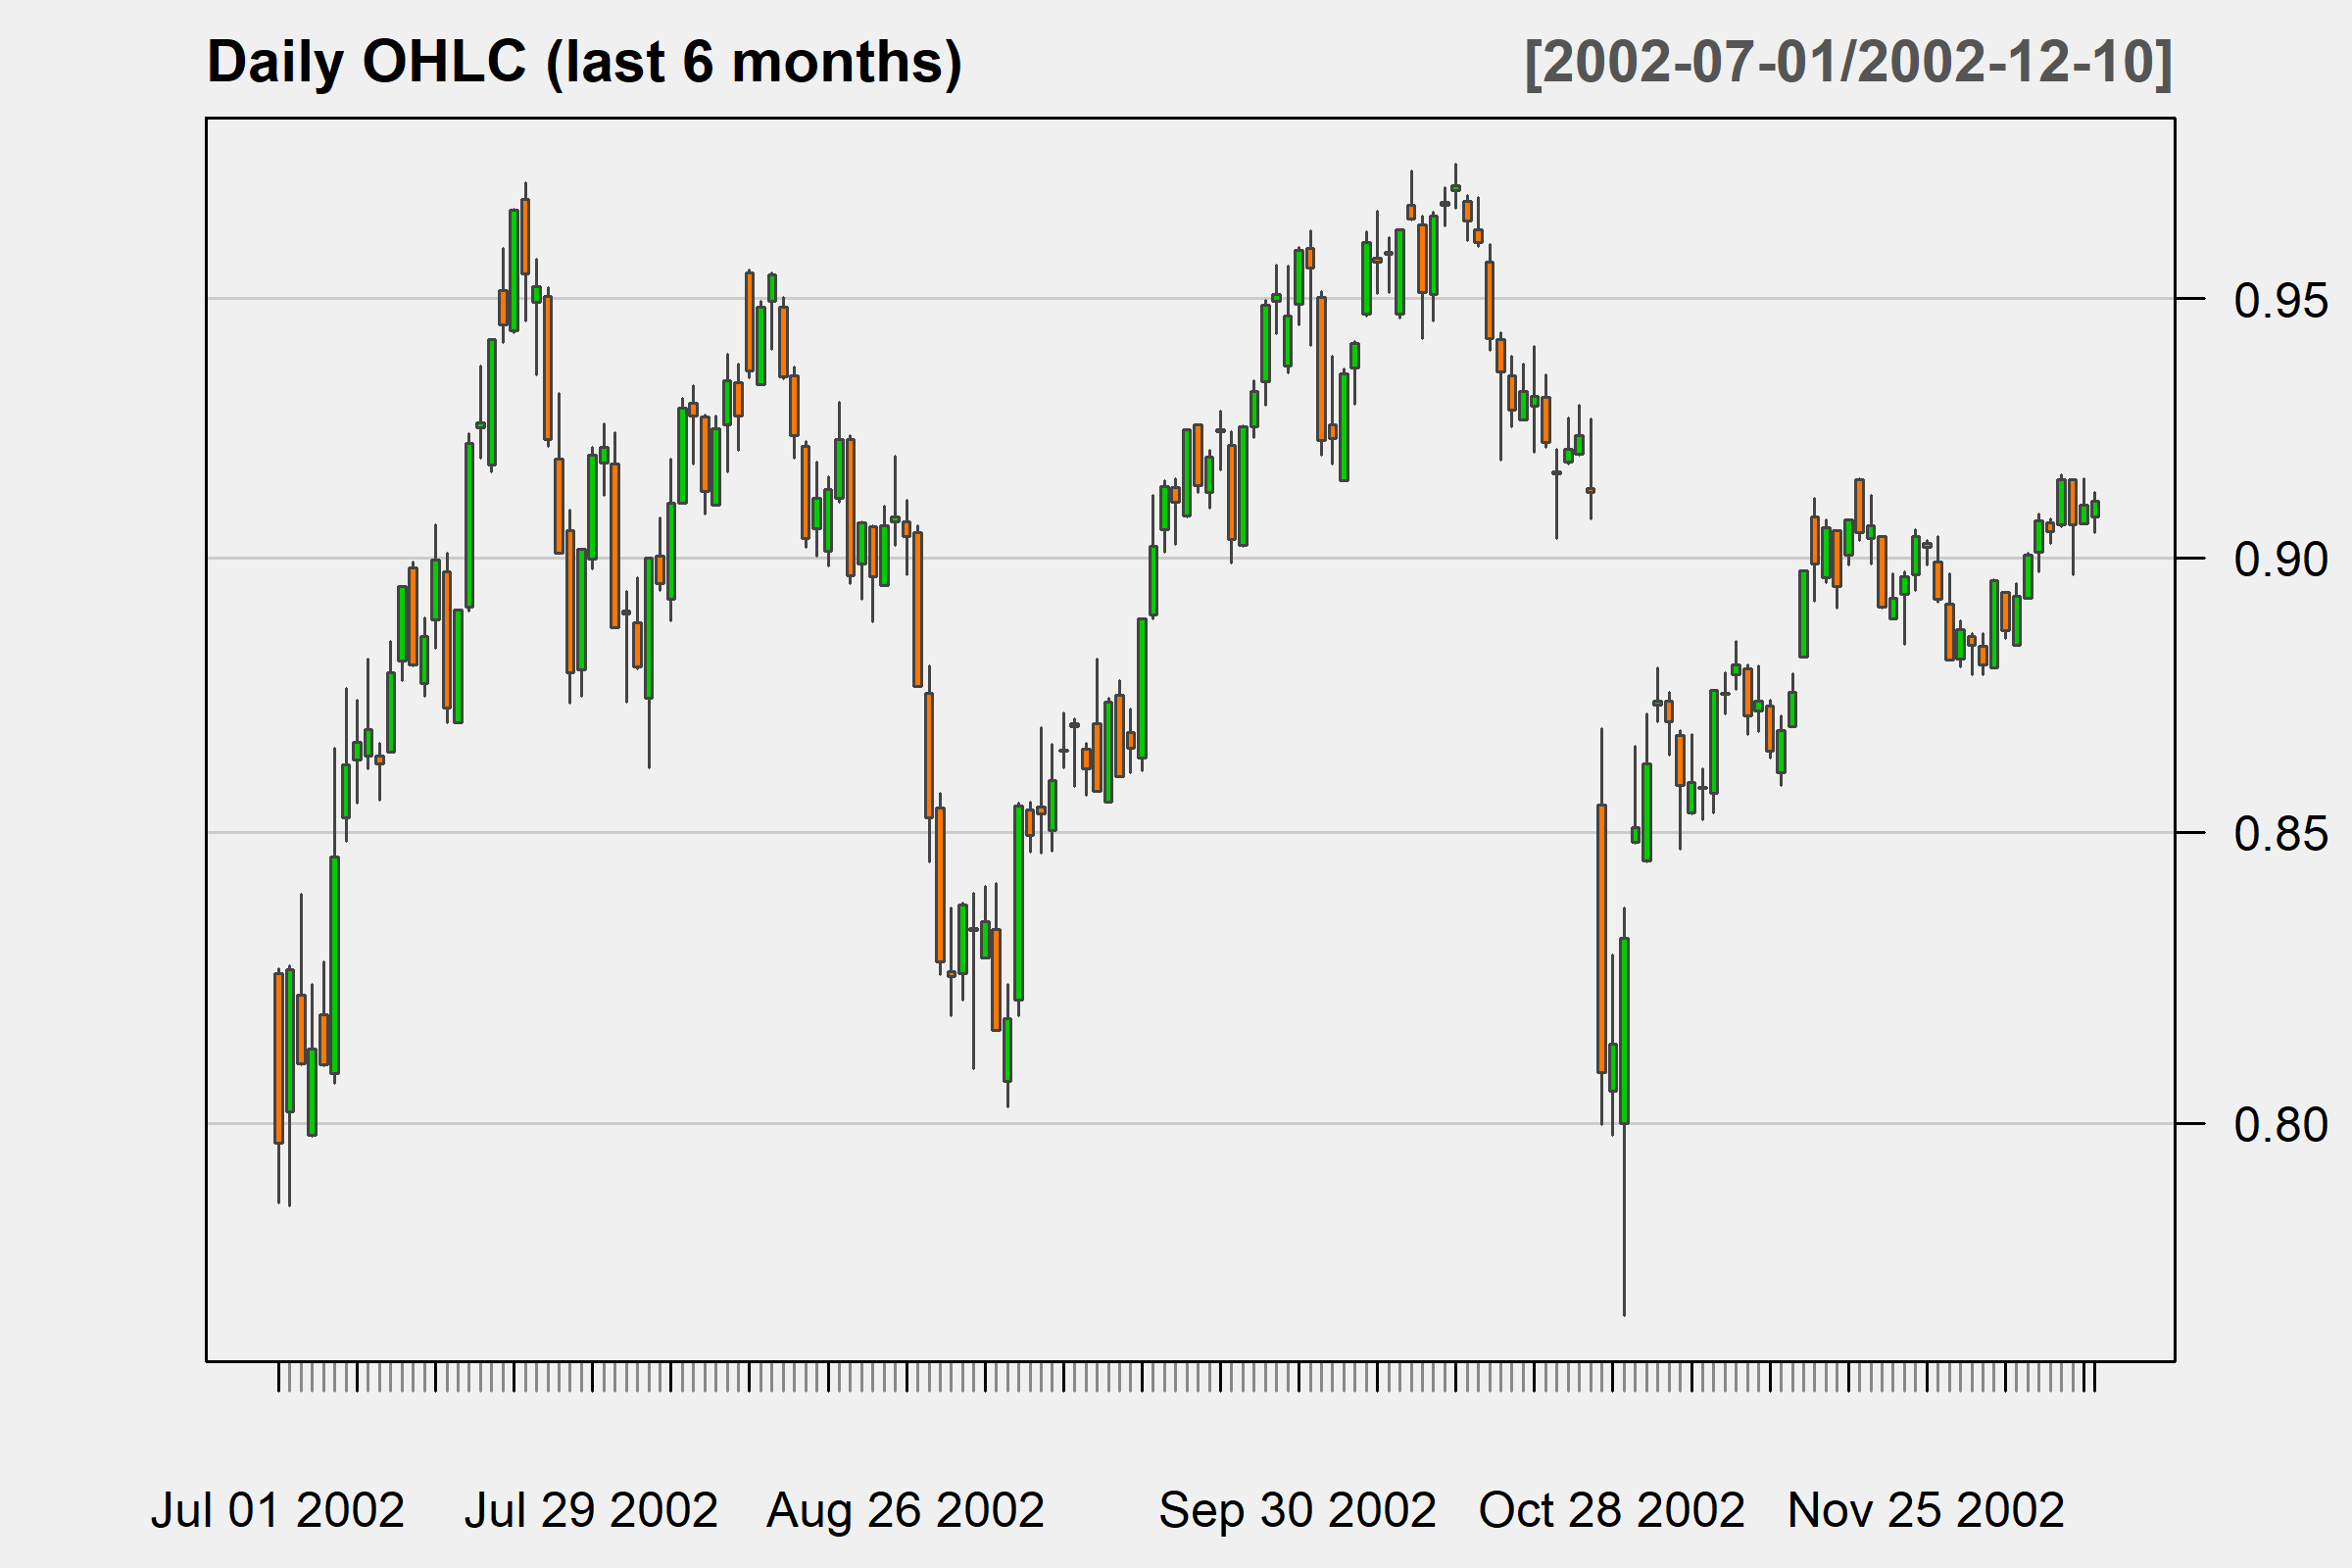 Daily OHLC (last 6 months) [2002-07-01/2002-12-10]
0.95
0.90
0.85
0.80
Jul 01 2002 Jul 29 2002 Aug 26 2002 Sep 30 2002 Oct 28 2002 Nov 25 2002